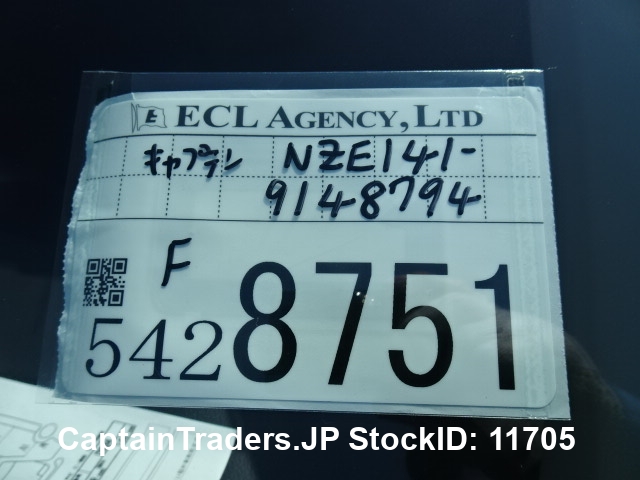 E ECL AGENCY, LTD
キャプテン NZE141-
9148794
F
5428751
CaptainTraders.JP StockID: 11705